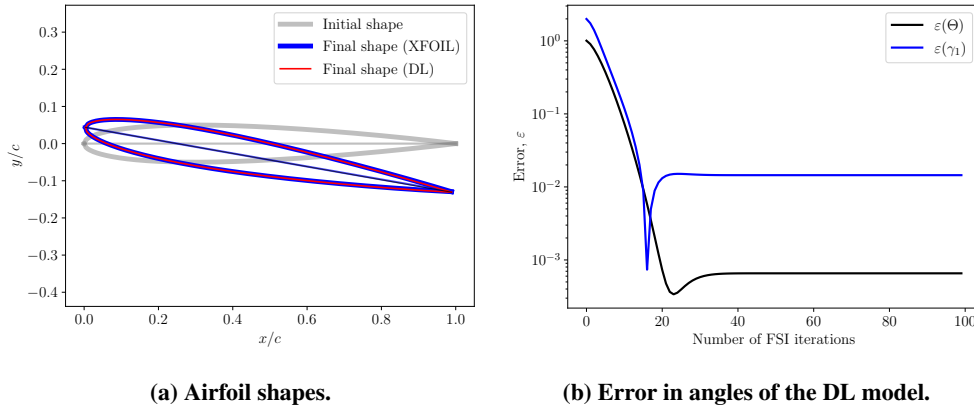 Initial shape
Final shape (XFOIL)
Final shape (DL)
0.3
0.2
0.1
0.0
−0.1
−0.2
−0.3
−0.4
y/c
0.0 0.2 0.4 0.6 0.8 1.0
x/c
(a) Airfoil shapes.
ε(Θ)
ε(γ₁)
10⁰
10⁻¹
10⁻²
10⁻³
Error, ε
0 20 40 60 80 100
Number of FSI iterations
(b) Error in angles of the DL model.